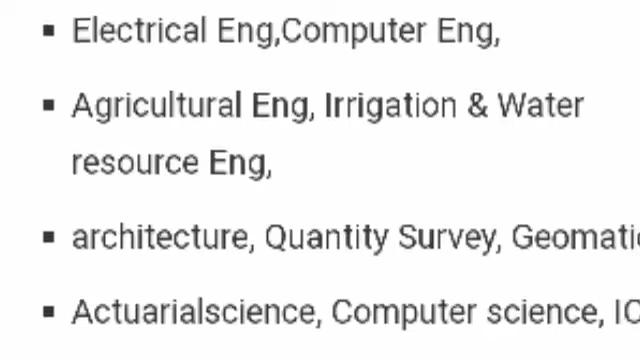 ▪ Electrical Eng,Computer Eng,
▪ Agricultural Eng, Irrigation & Water
resource Eng,
▪ architecture, Quantity Survey,
▪ Actuarialscience, Computer science,